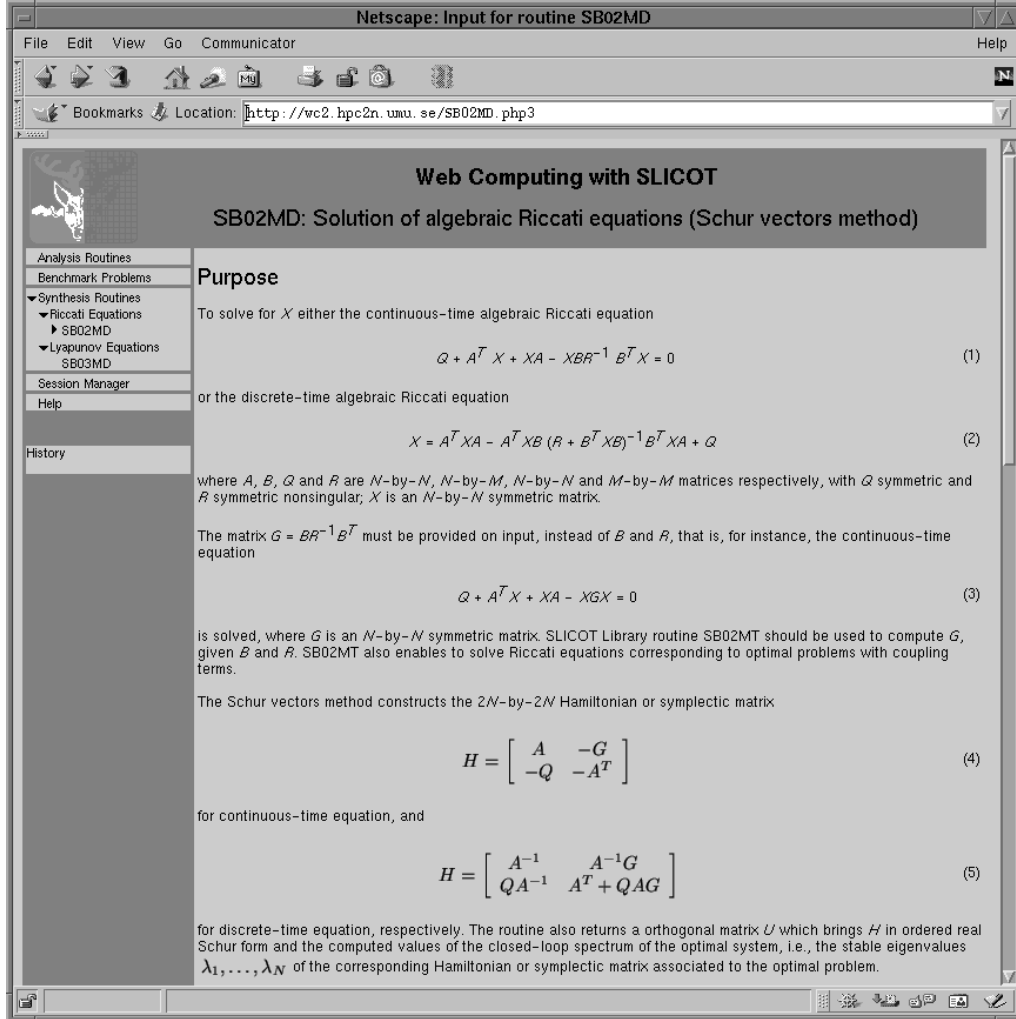 Netscape: Input for routine SB02MD
File Edit View Go Communicator Help
My
N
Bookmarks Location: http://wc2.hpc2n.umu.se/SB02MD.php3
Web Computing with SLICOT
SB02MD: Solution of algebraic Riccati equations (Schur vectors method)
Analysis Routines
Benchmark Problems
Synthesis Routines
Riccati Equations
SB02MD
Lyapunov Equations
SB03MD
Session Manager
Help
History
Purpose
To solve for X either the continuous-time algebraic Riccati equation
Q + A^T X + XA − XBR^−1 B^T X = 0 (1)
or the discrete-time algebraic Riccati equation
X = A^T XA − A^T XB (R + B^T XB)^−1 B^T XA + Q (2)
where A, B, Q and R are N-by-N, N-by-M, N-by-N and M-by-M matrices respectively, with Q symmetric and
R symmetric nonsingular; X is an N-by-N symmetric matrix.
The matrix G = BR^−1 B^T must be provided on input, instead of B and R, that is, for instance, the continuous-time
equation
Q + A^T X + XA − XGX = 0 (3)
is solved, where G is an N-by-N symmetric matrix. SLICOT Library routine SB02MT should be used to compute G,
given B and R. SB02MT also enables to solve Riccati equations corresponding to optimal problems with coupling
terms.
The Schur vectors method constructs the 2N-by-2N Hamiltonian or symplectic matrix
H = [ A −G
−Q −A^T ] (4)
for continuous-time equation, and
H = [ A^−1 A^−1 G
QA^−1 A^T + QAG ] (5)
for discrete-time equation, respectively. The routine also returns a orthogonal matrix U which brings H in ordered real
Schur form and the computed values of the closed-loop spectrum of the optimal system, i.e., the stable eigenvalues
λ1, . . . , λN of the corresponding Hamiltonian or symplectic matrix associated to the optimal problem.